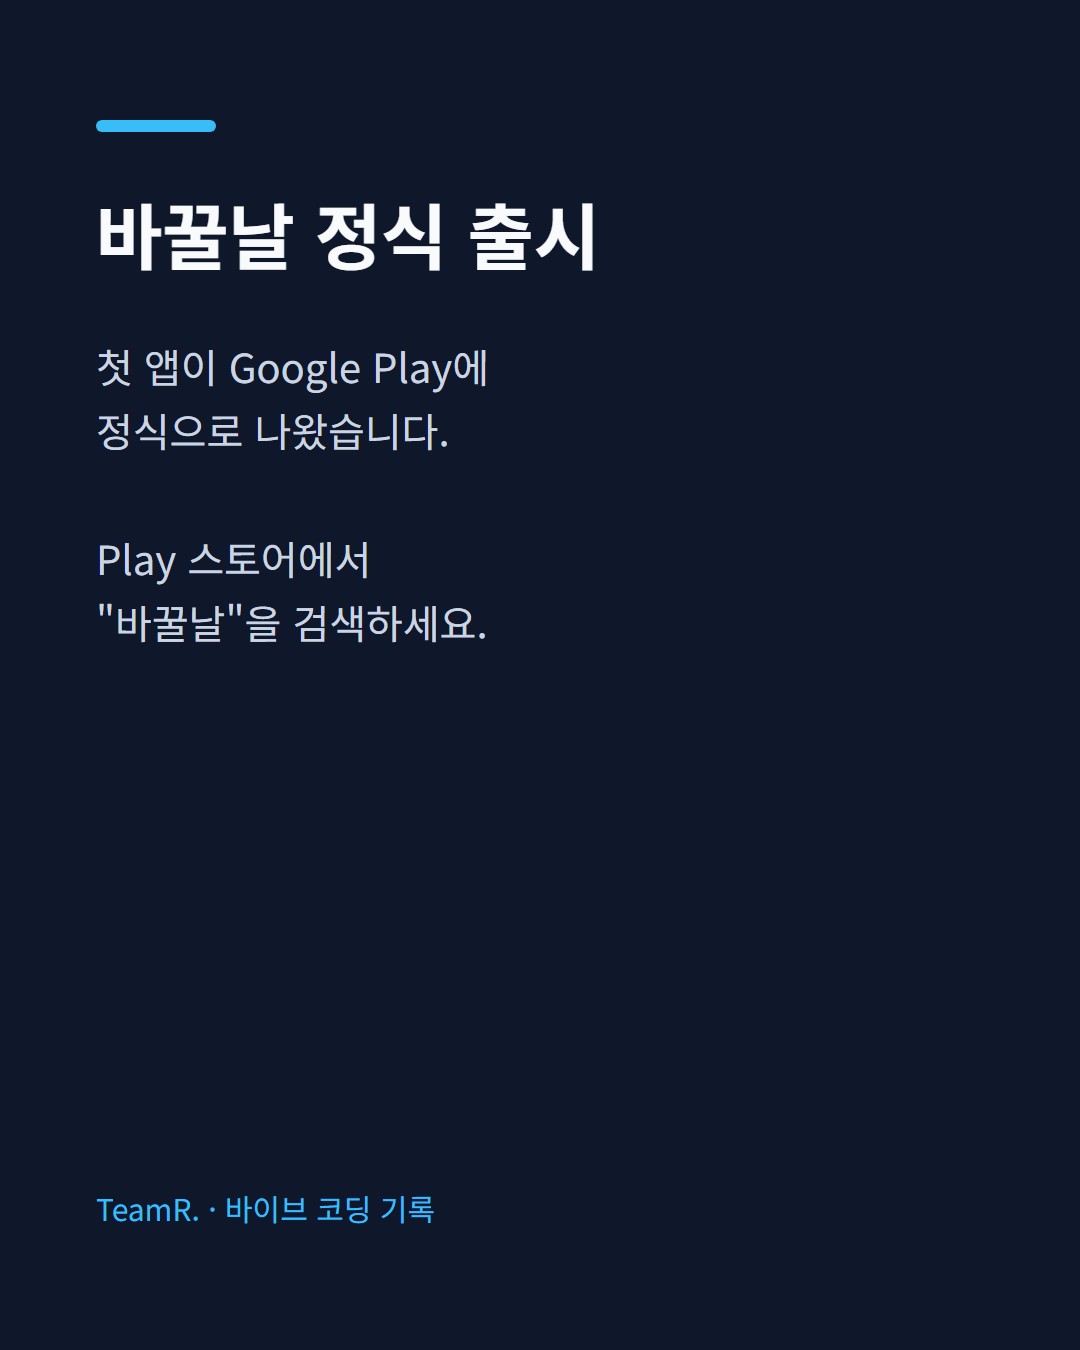 바꿀날 정식 출시
첫 앱이 Google Play에
정식으로 나왔습니다.
Play 스토어에서
"바꿀날"을 검색하세요.
TeamR. · 바이브 코딩 기록